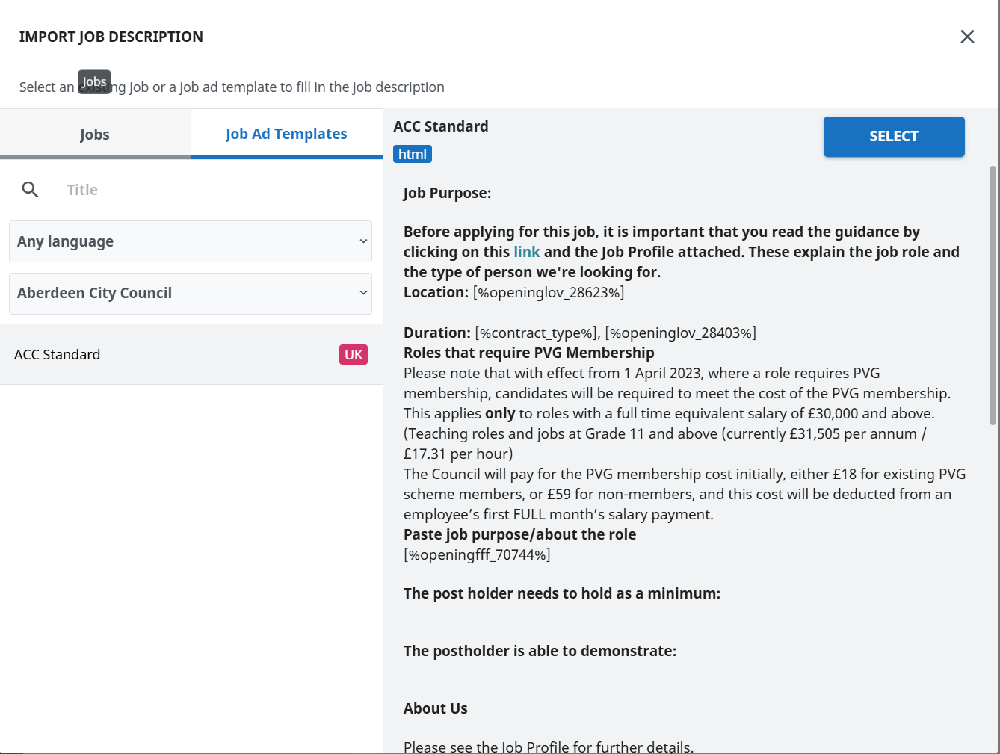 IMPORT JOB DESCRIPTION
Select an existing job or a job ad template to fill in the job description
Jobs
Jobs
Job Ad Templates
Title
Any language
Aberdeen City Council
ACC Standard
UK
ACC Standard
SELECT
html
Job Purpose:
Before applying for this job, it is important that you read the guidance by
clicking on this link and the Job Profile attached. These explain the job role and
the type of person we're looking for.
Location: [%openinglov_28623%]
Duration: [%contract_type%], [%openinglov_28403%]
Roles that require PVG Membership
Please note that with effect from 1 April 2023, where a role requires PVG
membership, candidates will be required to meet the cost of the PVG membership.
This applies only to roles with a full time equivalent salary of £30,000 and above.
(Teaching roles and jobs at Grade 11 and above (currently £31,505 per annum /
£17.31 per hour)
The Council will pay for the PVG membership cost initially, either £18 for existing PVG
scheme members, or £59 for non-members, and this cost will be deducted from an
employee’s first FULL month’s salary payment.
Paste job purpose/about the role
[%openingfff_70744%]
The post holder needs to hold as a minimum:
The postholder is able to demonstrate:
About Us
Please see the Job Profile for further details.